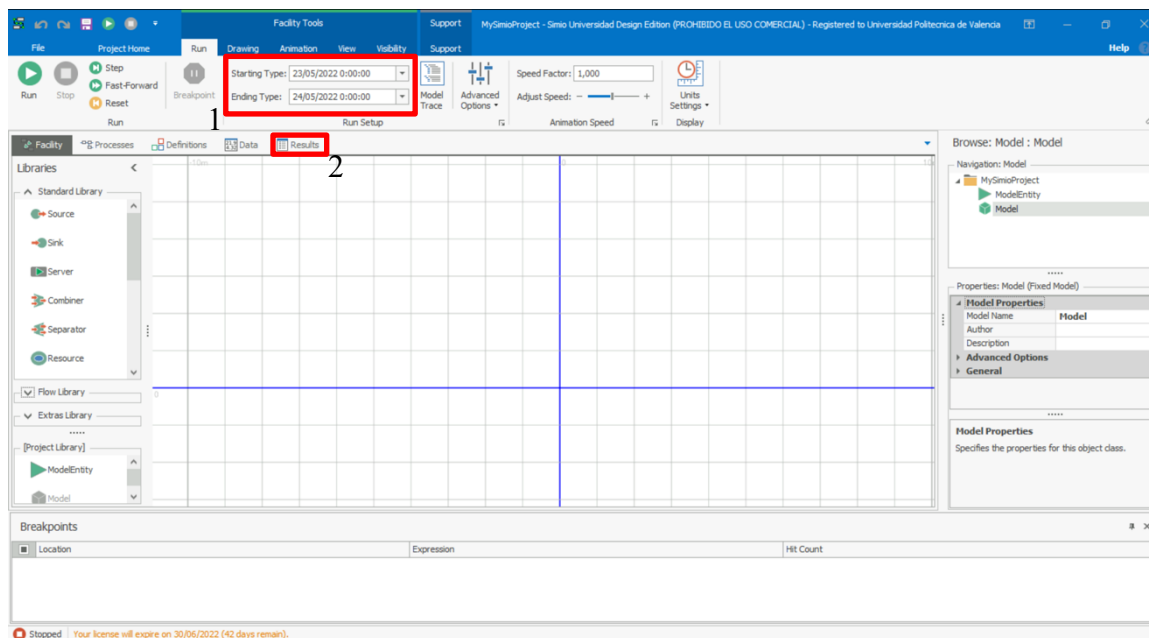 Facility Tools
Support
MySimioProject - Simio Universidad Design Edition (PROHIBIDO EL USO COMERCIAL) - Registered to Universidad Politecnica de Valencia
File
Project Home
Run
Drawing
Animation
View
Visibility
Support
Help
Run
Stop
Step
Fast-Forward
Reset
Run
Breakpoint
Starting Type: 23/05/2022 0:00:00
Ending Type: 24/05/2022 0:00:00
Run Setup
Model Trace
Advanced Options
Speed Factor: 1,000
Adjust Speed:
Animation Speed
Units Settings
Display
1
Facility
Processes
Definitions
Data
Results
2
Libraries
Standard Library
Source
Sink
Server
Combiner
Separator
Resource
Flow Library
Extras Library
[Project Library]
ModelEntity
Model
-10m
0
0
Browse: Model : Model
Navigation: Model
MySimioProject
ModelEntity
Model
Properties: Model (Fixed Model)
Model Properties
Model Name Model
Author
Description
Advanced Options
General
Model Properties
Specifies the properties for this object class.
Breakpoints
Location Expression Hit Count
Stopped Your license will expire on 30/06/2022 (42 days remain).